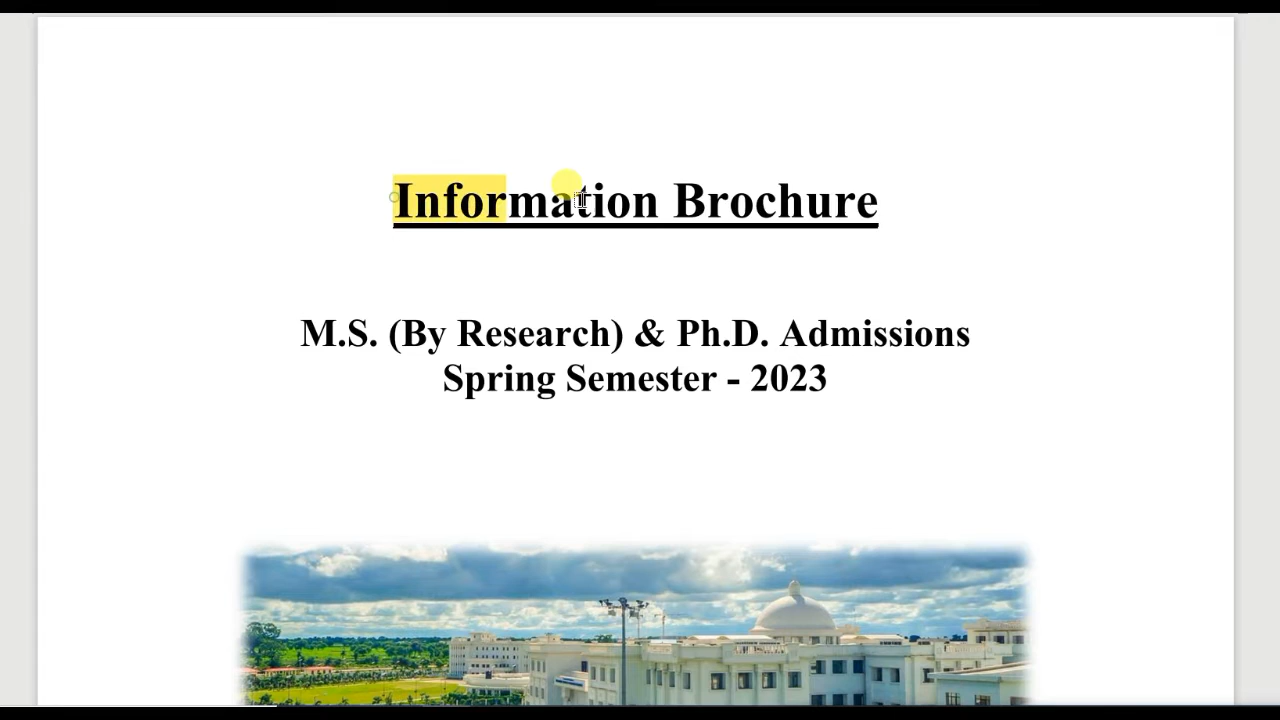 Information Brochure
M.S. (By Research) & Ph.D. Admissions
Spring Semester - 2023